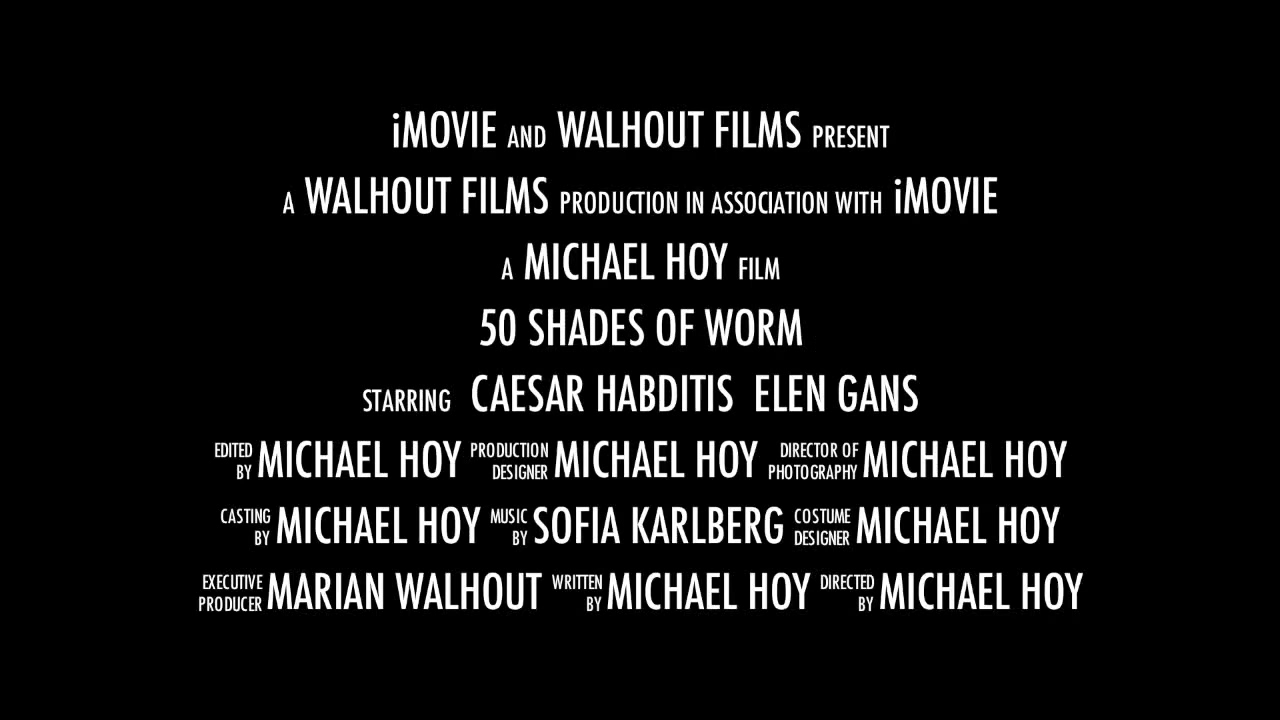 iMOVIE AND WALHOUT FILMS PRESENT
A WALHOUT FILMS PRODUCTION IN ASSOCIATION WITH iMOVIE
A MICHAEL HOY FILM
50 SHADES OF WORM
STARRING CAESAR HABDITIS ELEN GANS
EDITED BY MICHAEL HOY PRODUCTION DESIGNER MICHAEL HOY DIRECTOR OF PHOTOGRAPHY MICHAEL HOY
CASTING BY MICHAEL HOY MUSIC BY SOFIA KARLBERG COSTUME DESIGNER MICHAEL HOY
EXECUTIVE PRODUCER MARIAN WALHOUT WRITTEN BY MICHAEL HOY DIRECTED BY MICHAEL HOY